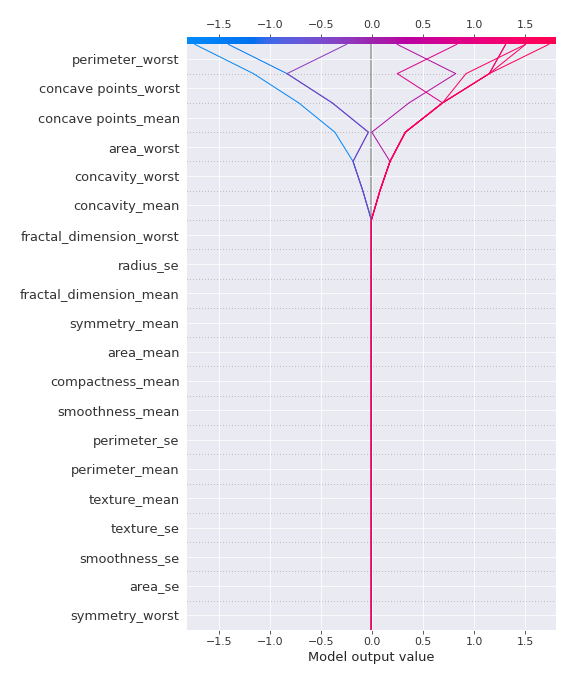 −1.5 −1.0 −0.5 0.0 0.5 1.0 1.5
perimeter_worst
concave points_worst
concave points_mean
area_worst
concavity_worst
concavity_mean
fractal_dimension_worst
radius_se
fractal_dimension_mean
symmetry_mean
area_mean
compactness_mean
smoothness_mean
perimeter_se
perimeter_mean
texture_mean
texture_se
smoothness_se
area_se
symmetry_worst
−1.5 −1.0 −0.5 0.0 0.5 1.0 1.5
Model output value